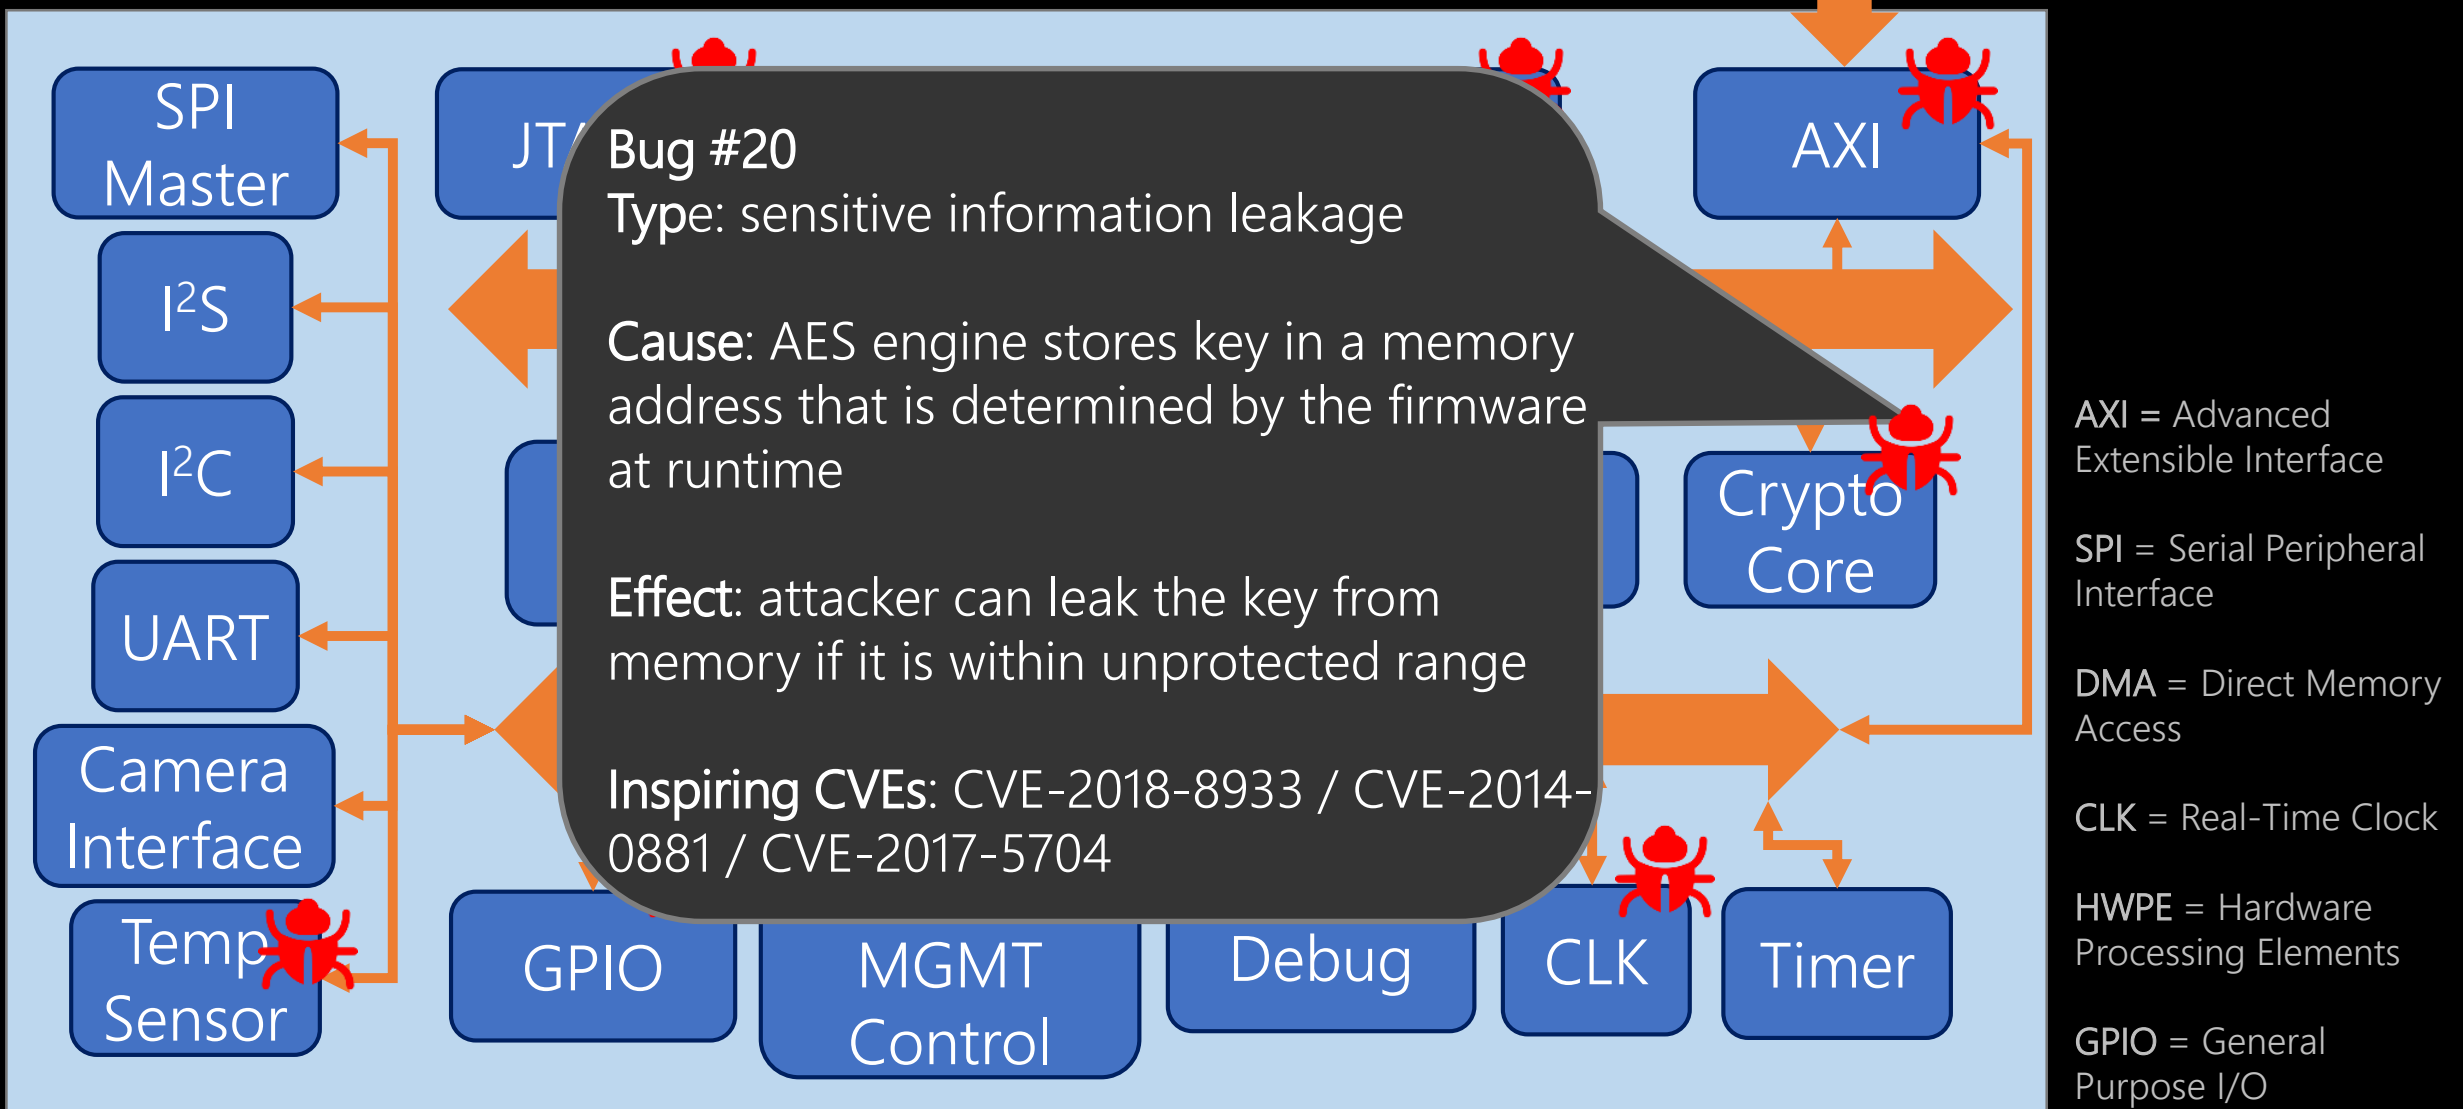 SPI
Master
I²S
I²C
UART
Camera
Interface
Temp
Sensor
Bug #20
Type: sensitive information leakage
Cause: AES engine stores key in a memory
address that is determined by the firmware
at runtime
Effect: attacker can leak the key from
memory if it is within unprotected range
Inspiring CVEs: CVE-2018-8933 / CVE-2014-
0881 / CVE-2017-5704
AXI
Crypto
Core
GPIO
MGMT
Control
Debug
CLK
Timer
AXI = Advanced
Extensible Interface
SPI = Serial Peripheral
Interface
DMA = Direct Memory
Access
CLK = Real-Time Clock
HWPE = Hardware
Processing Elements
GPIO = General
Purpose I/O